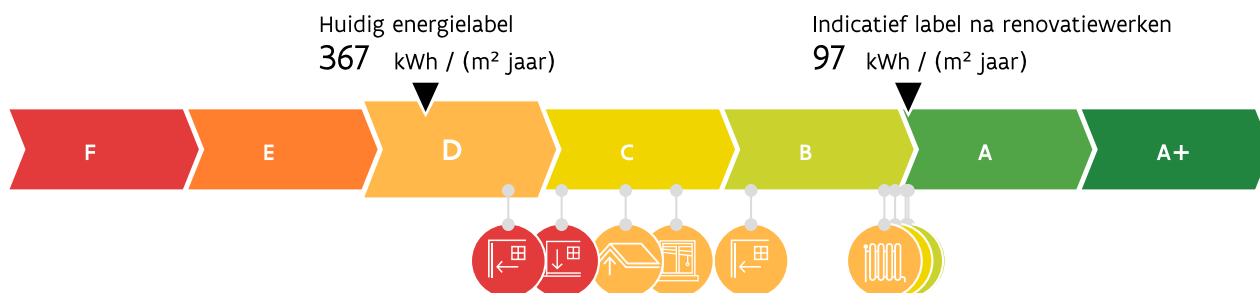 Huidig energielabel
367 kWh / (m² jaar)
Indicatief label na renovatiewerken
97 kWh / (m² jaar)
F E D C B A A+